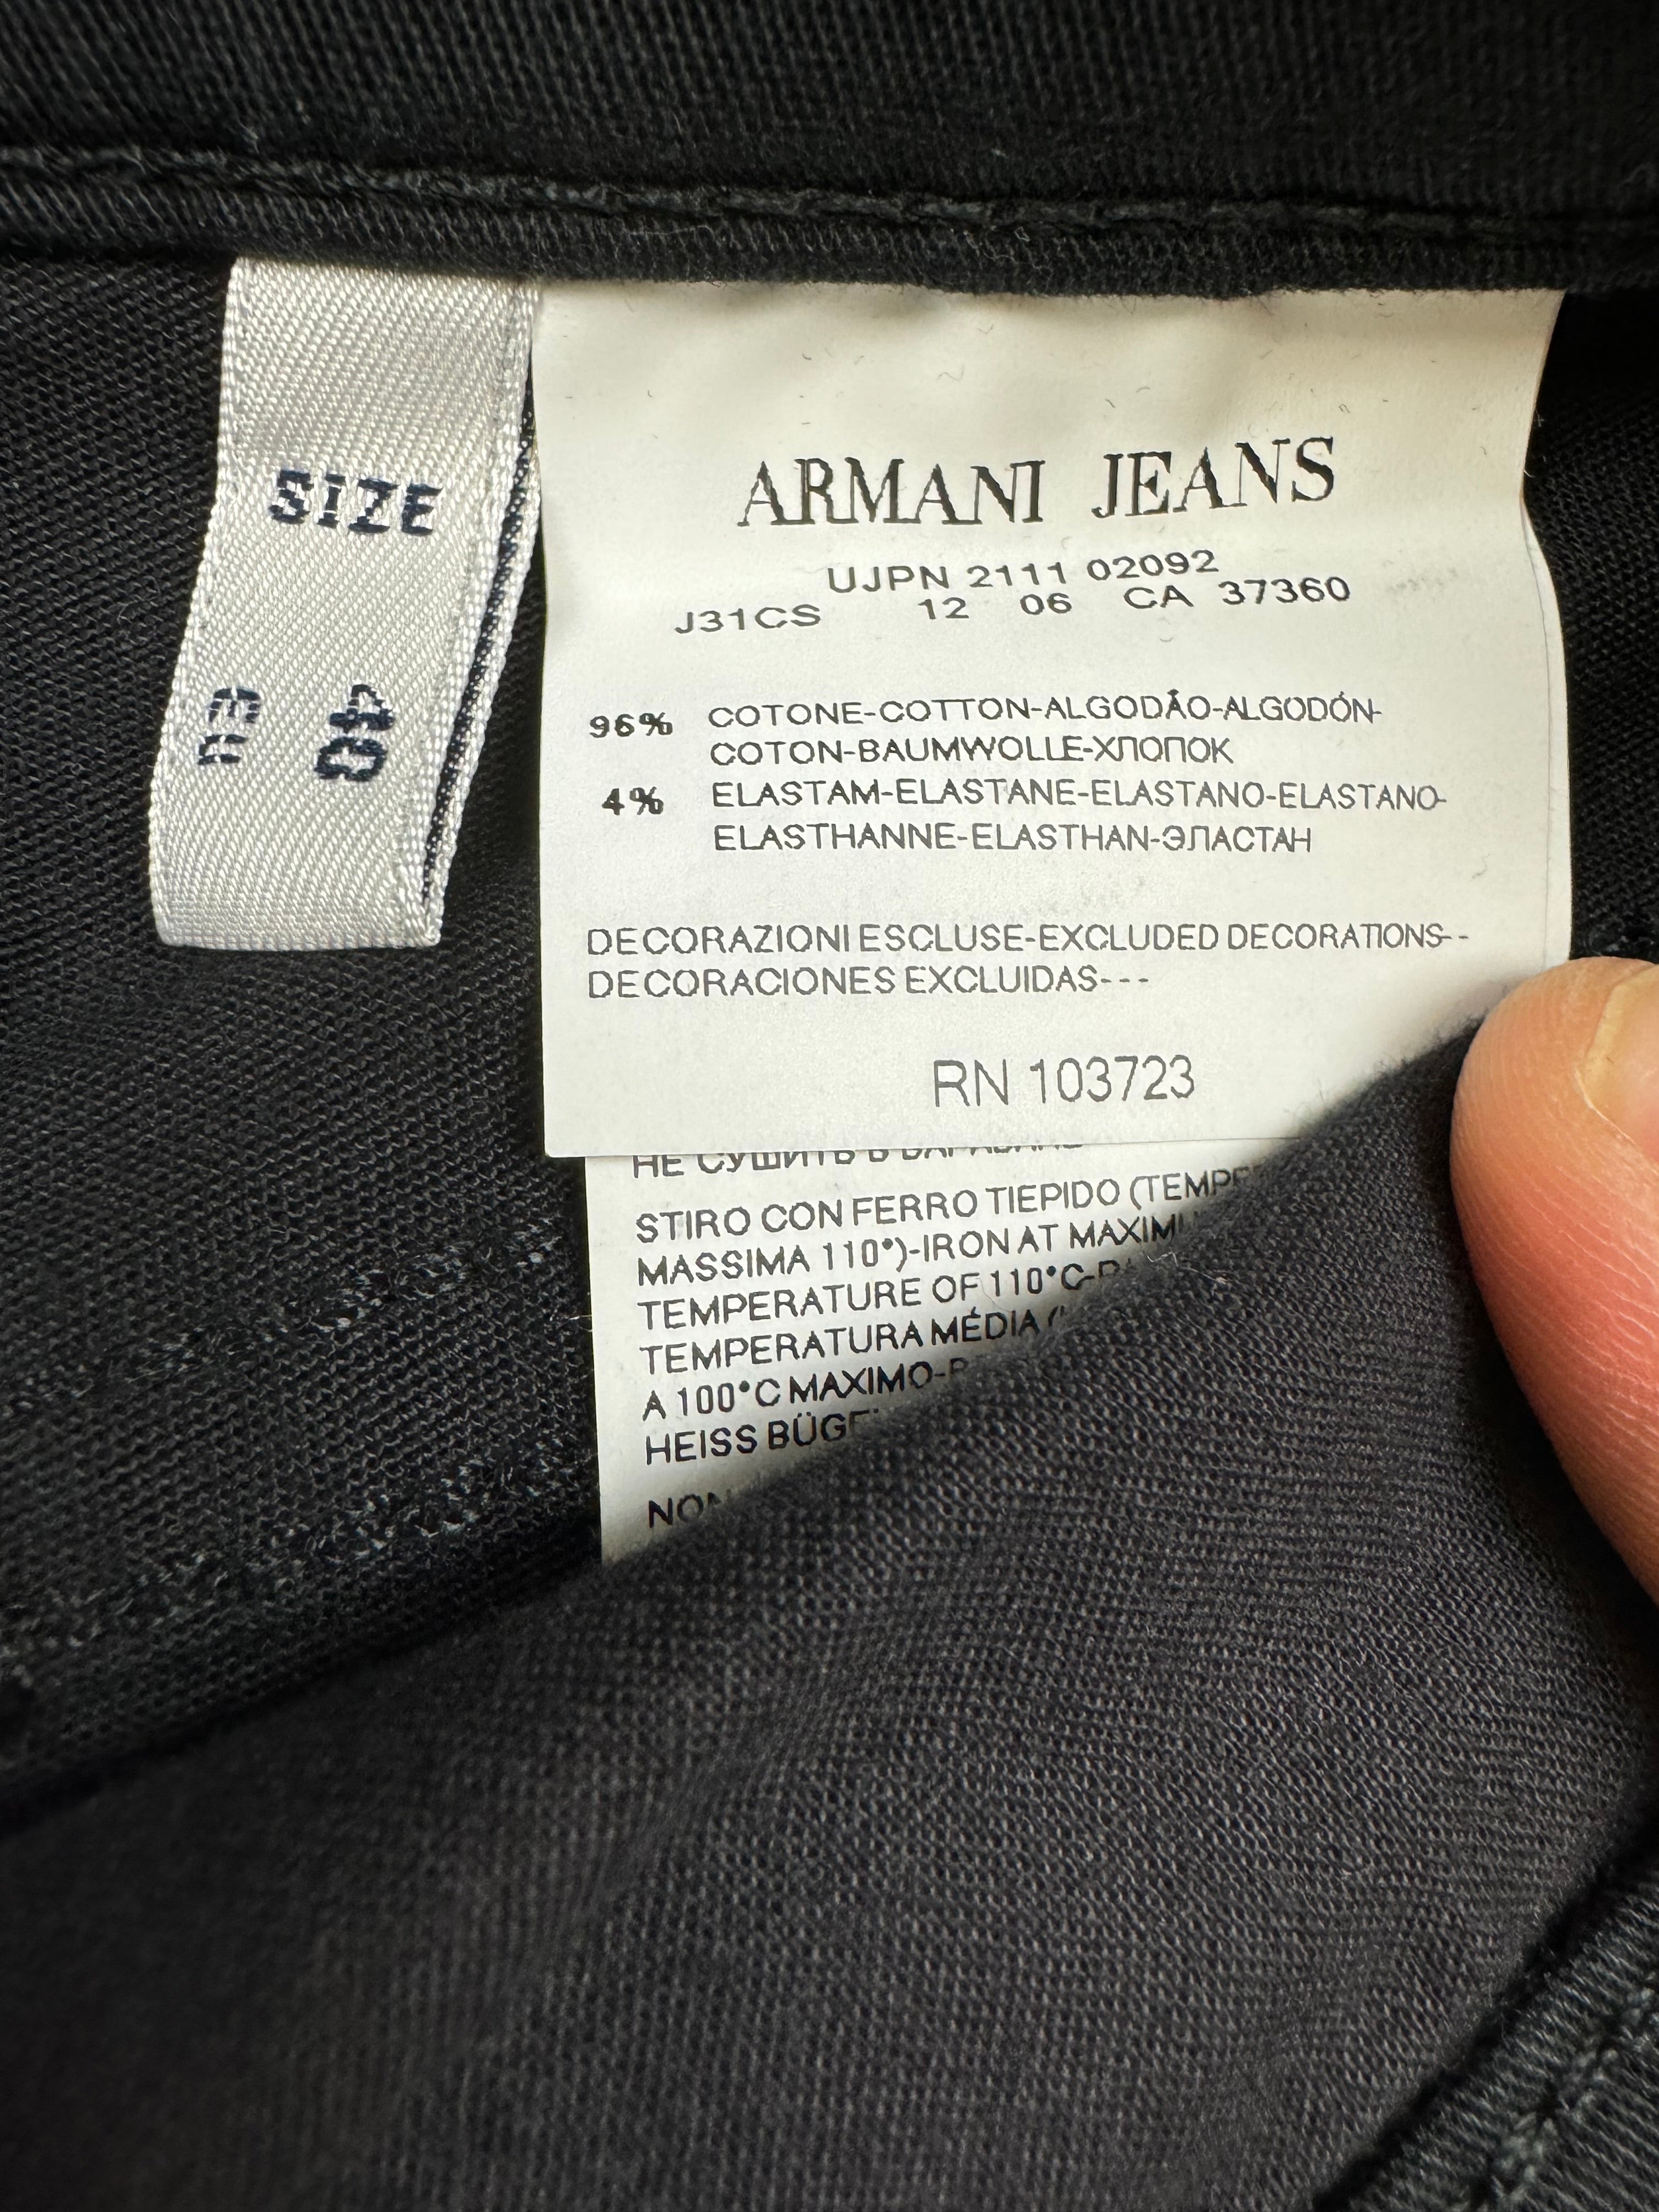 SIZE
40
ARMANI JEANS
UJPN 2111 02092
J31CS 12 06 CA 37360
96% COTONE-COTTON-ALGODÃO-ALGODÓN-
COTON-BAUMWOLLE-ХЛОПОК
4% ELASTAM-ELASTANE-ELASTANO-ELASTANO-
ELASTHANNE-ELASTHAN-ЭЛАСТАН
DECORAZIONI ESCLUSE-EXCLUDED DECORATIONS--
DECORACIONES EXCLUIDAS---
RN 103723
НЕ СУШИТЬ В
STIRO CON FERRO TIEPIDO
MASSIMA 110°)-IRON AT
TEMPERATURE OF 110°C-
TEMPERATURA MÉDIA
A 100°C MAXIMO-
HEISS